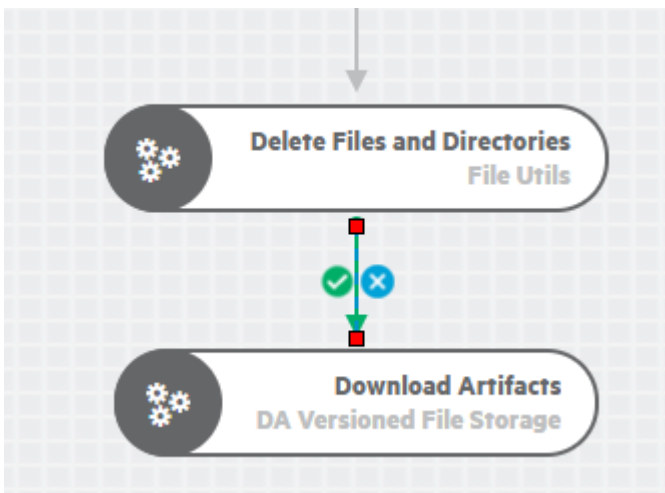 Delete Files and Directories
File Utils
Download Artifacts
DA Versioned File Storage